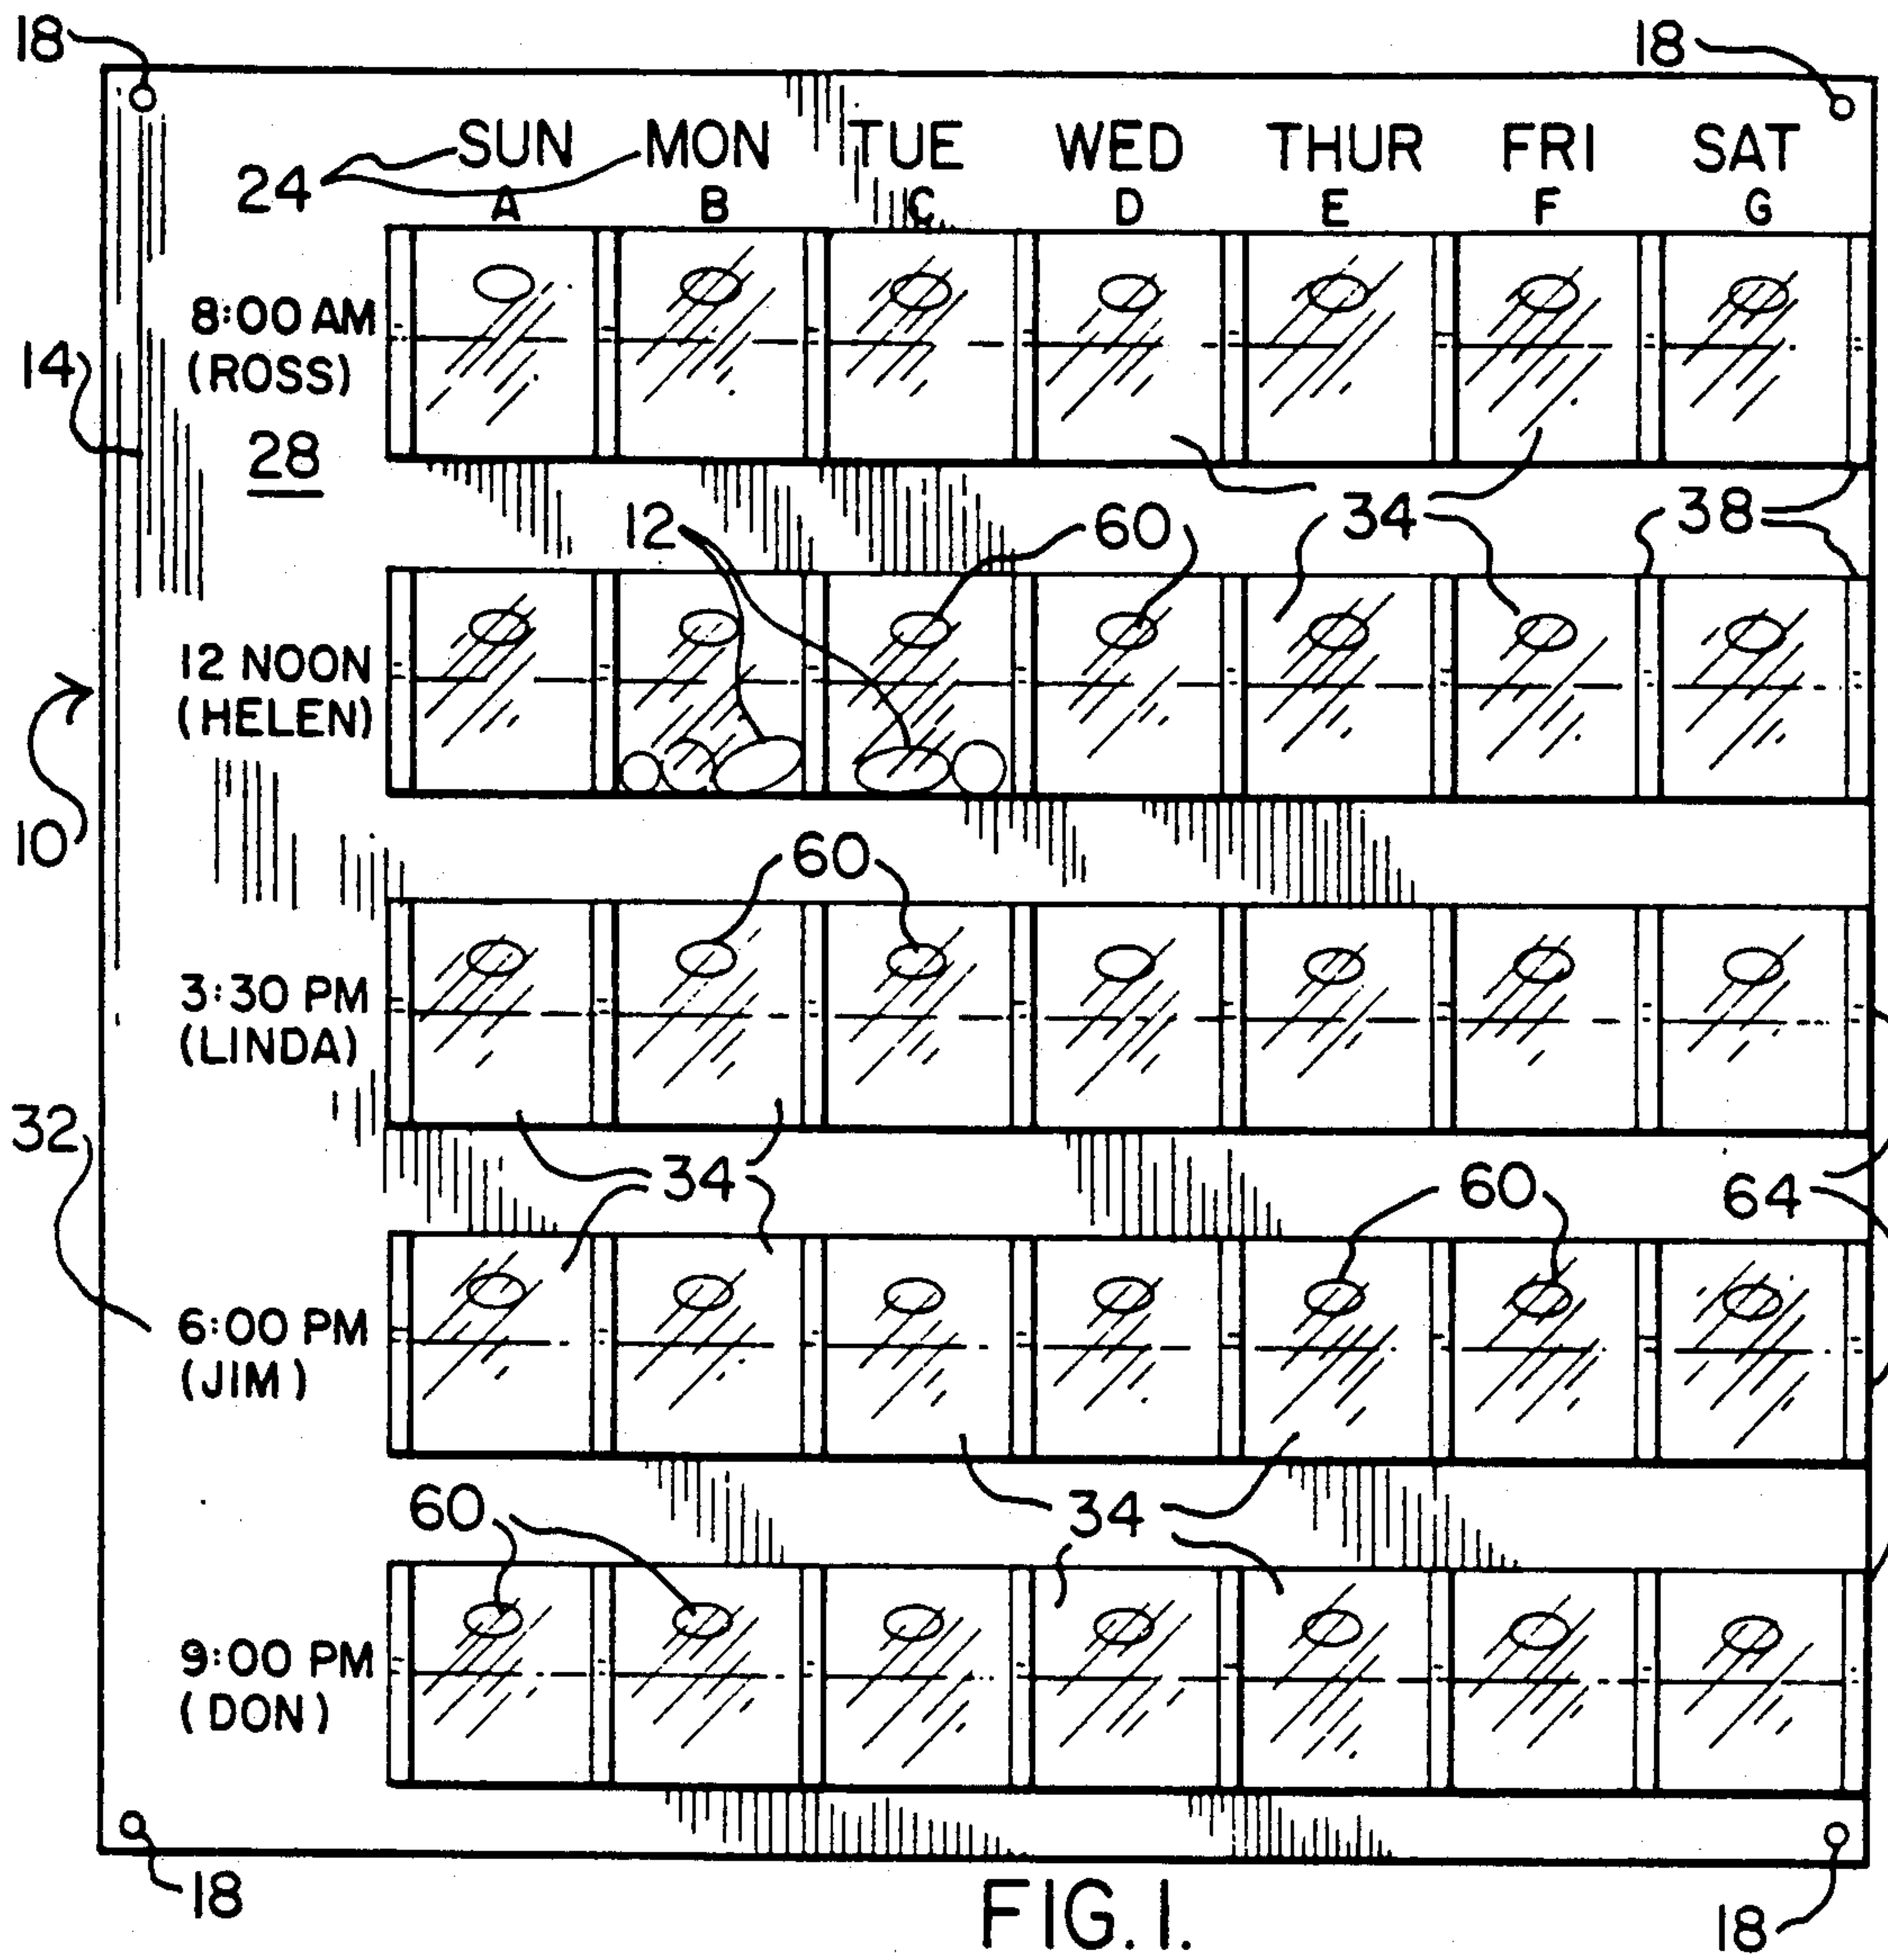 18 18
SUN MON TUE WED THUR FRI SAT
24
A B C D E F G
8:00 AM
(ROSS)
14
28
34 38
12 60 34
12 NOON
(HELEN)
10
60
3:30 PM
(LINDA)
32
34 60 64
6:00 PM
(JIM)
60 34
9:00 PM
(DON)
18 18
FIG. 1.